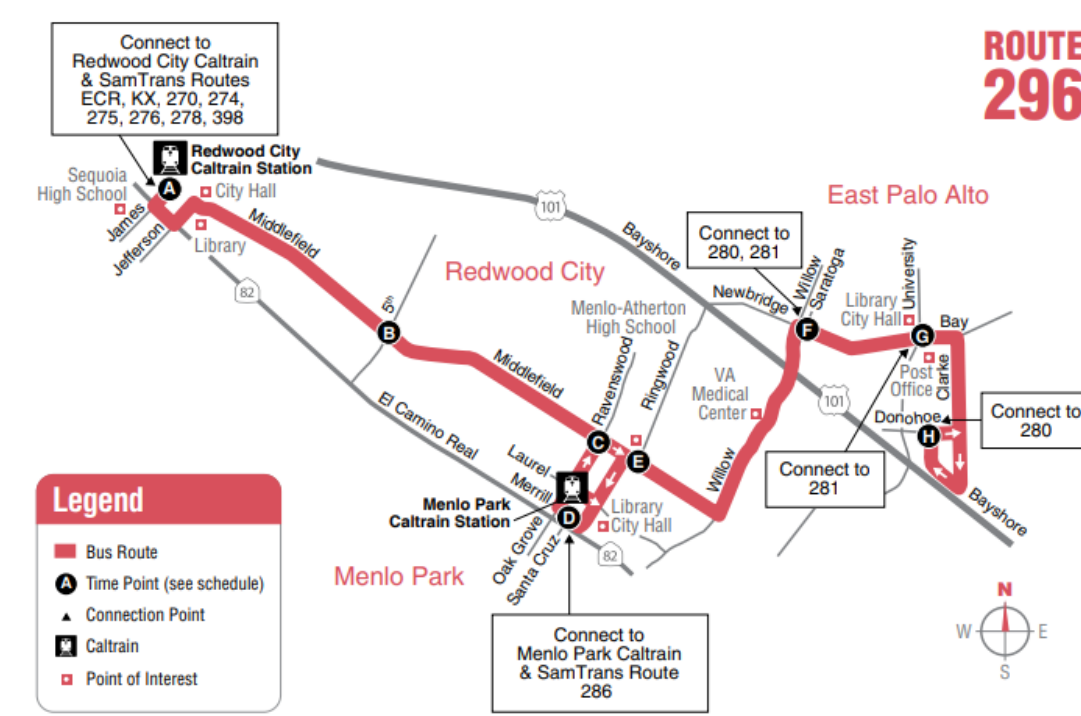 Connect to
Redwood City Caltrain
& SamTrans Routes
ECR, KX, 270, 274,
275, 276, 278, 398
ROUTE
296
Redwood City
Caltrain Station
Sequoia
High School
A
City Hall
James
Jefferson
Library
Middlefield
82
101
Bayshore
East Palo Alto
Connect to
280, 281
Redwood City
5th
B
Newbridge
Willow
Saratoga
University
Library
City Hall
F
G
Bay
Menlo-Atherton
High School
Middlefield
Ravenswood
Ringwood
VA
Medical
Center
101
Post
Office
Clarke
Donohoe
H
Connect to
280
El Camino Real
C
E
Laurel
Merrill
Willow
Connect to
281
Bayshore
Menlo Park
Caltrain Station
D
Library
City Hall
Oak Grove
Santa Cruz
82
Menlo Park
Legend
Bus Route
A Time Point (see schedule)
Connection Point
Caltrain
Point of Interest
Connect to
Menlo Park Caltrain
& SamTrans Route
286
N
W
E
S